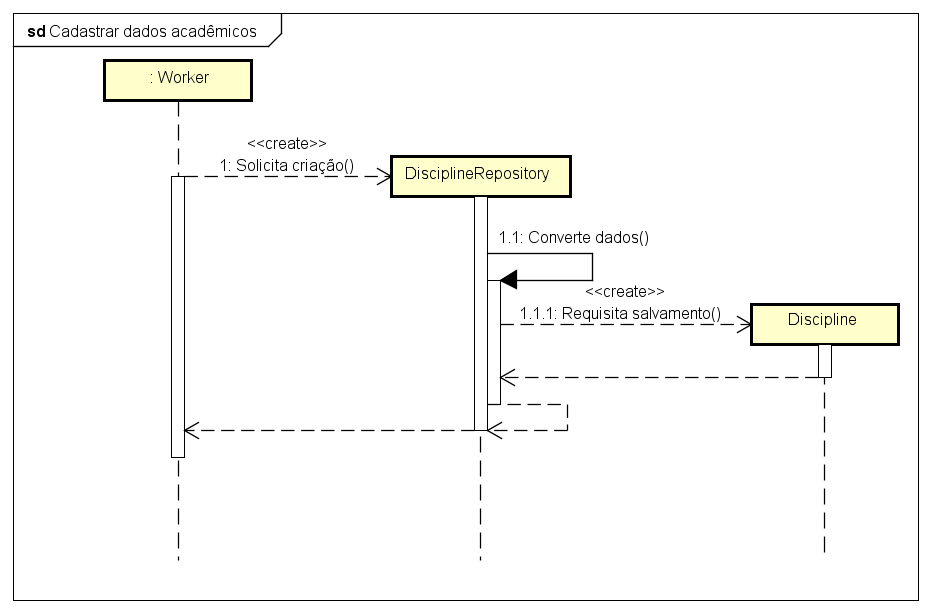 sd Cadastrar dados acadêmicos
: Worker
<<create>>
1: Solicita criação()
DisciplineRepository
1.1: Converte dados()
<<create>>
1.1.1: Requisita salvamento()
Discipline